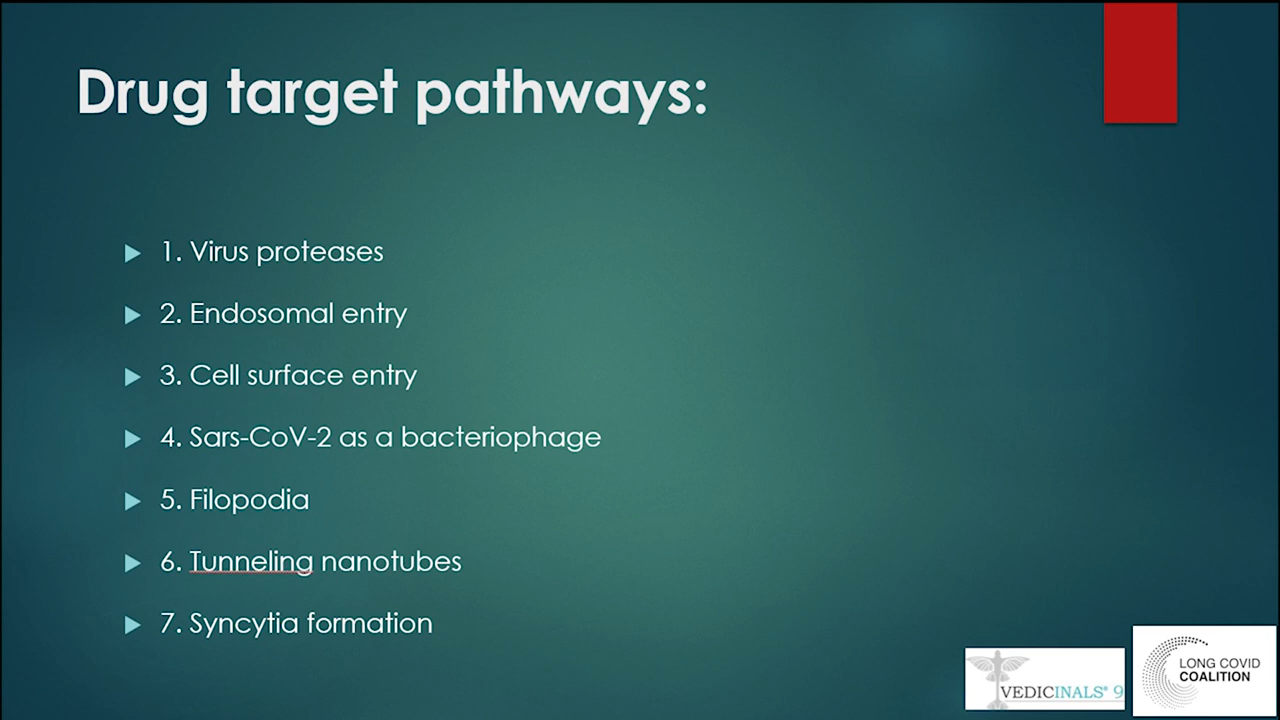 Drug target pathways:
1. Virus proteases
2. Endosomal entry
3. Cell surface entry
4. Sars-CoV-2 as a bacteriophage
5. Filopodia
6. Tunneling nanotubes
7. Syncytia formation
VEDICINALS® 9
LONG COVID
COALITION